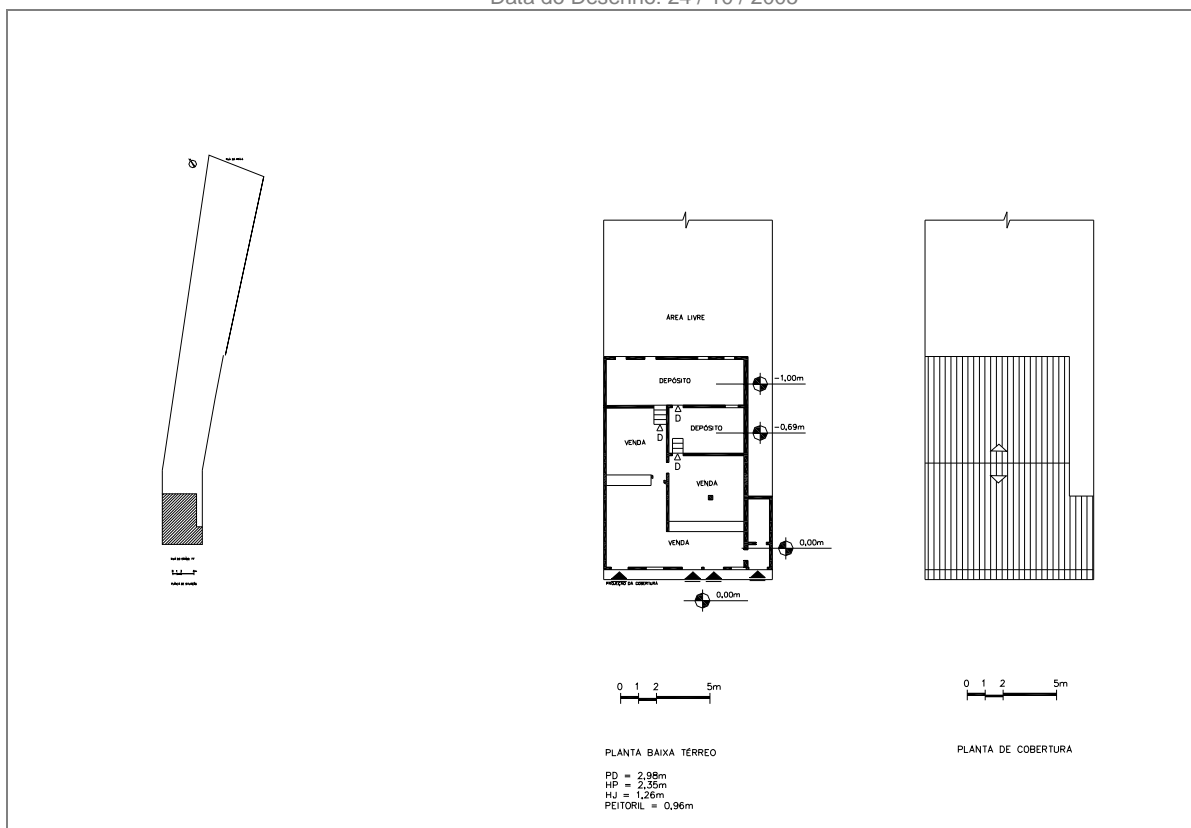 Data do Desenho: 24 / 10 / 2005
ÁREA LIVRE
DEPÓSITO
-1,00m
D
DEPÓSITO
-0,69m
VENDA
D
D
VENDA
VENDA
0,00m
PROJEÇÃO DA COBERTURA
0,00m
0 1 2 5m
PLANTA BAIXA TÉRREO
PD = 2,98m
HP = 2,35m
HJ = 1,26m
PEITORIL = 0,96m
0 1 2 5m
PLANTA DE COBERTURA